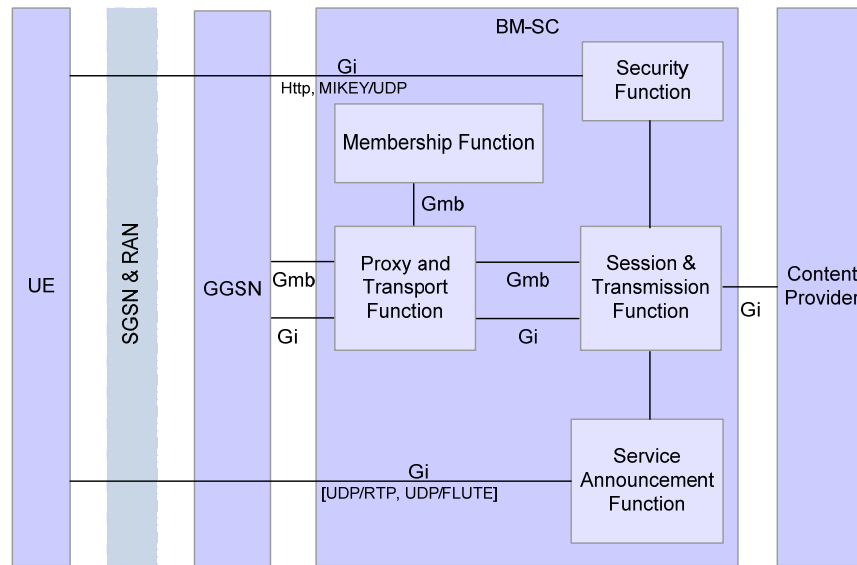 BM-SC
Gi
Http, MIKEY/UDP
Security
Function
Membership Function
Gmb
UE
SGSN & RAN
GGSN
Gmb
Gi
Proxy and
Transport
Function
Gmb
Gi
Session &
Transmission
Function
Gi
Content
Provider
Gi
[UDP/RTP, UDP/FLUTE]
Service
Announcement
Function